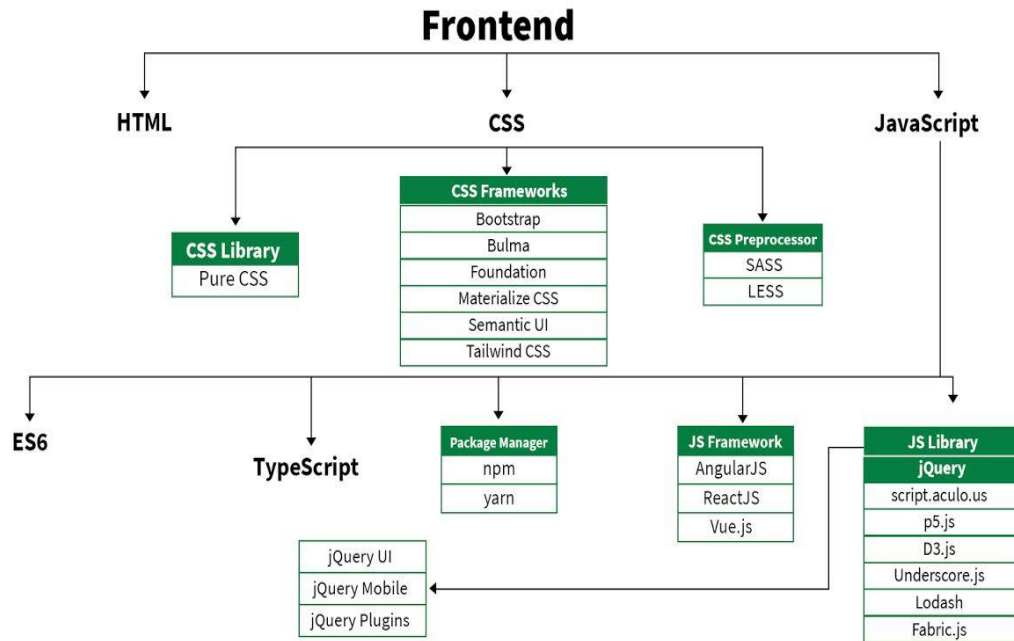 Frontend
HTML
CSS
JavaScript
CSS Library
Pure CSS
CSS Frameworks
Bootstrap
Bulma
Foundation
Materialize CSS
Semantic UI
Tailwind CSS
CSS Preprocessor
SASS
LESS
ES6
TypeScript
Package Manager
npm
yarn
JS Framework
AngularJS
ReactJS
Vue.js
JS Library
jQuery
script.aculo.us
p5.js
D3.js
Underscore.js
Lodash
Fabric.js
jQuery UI
jQuery Mobile
jQuery Plugins